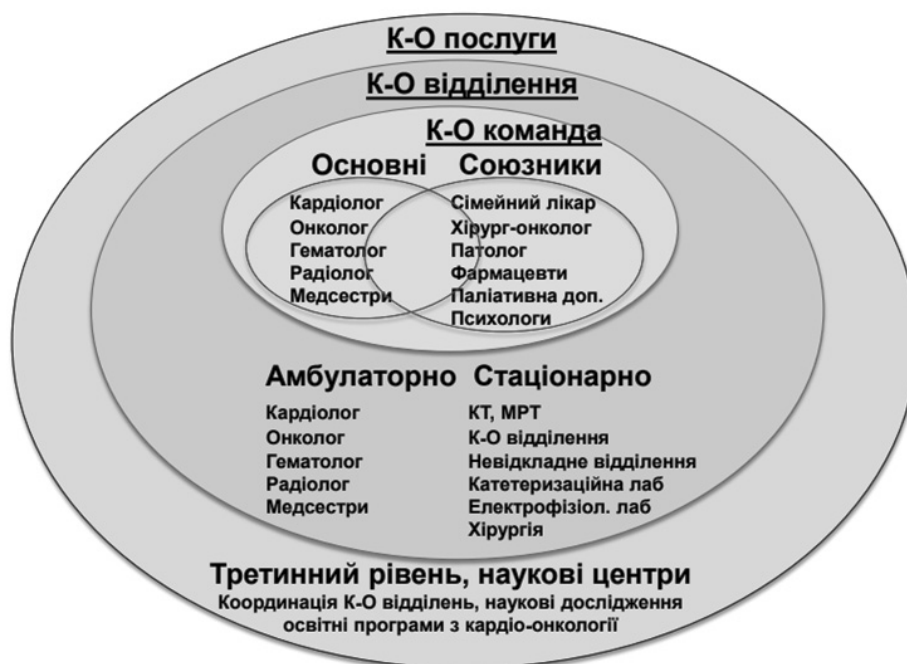 К-О послуги
К-О відділення
К-О команда
Основні Союзники
Кардіолог Сімейний лікар
Онколог Хірург-онколог
Гематолог Патолог
Радіолог Фармацевти
Медсестри Паліативна доп.
Психологи
Амбулаторно Стаціонарно
Кардіолог КТ, МРТ
Онколог К-О відділення
Гематолог Невідкладне відділення
Радіолог Катетеризаційна лаб
Медсестри Електрофізіол. лаб
Хірургія
Третинний рівень, наукові центри
Координація К-О відділень, наукові дослідження
освітні програми з кардіо-онкології